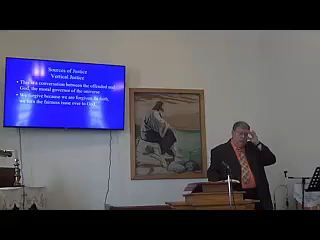 Sources of Justice
Vertical Justice
• This is a conversation between the offended and
God, the moral governor of the universe.
• We forgive because we are forgiven. By faith,
we turn the fairness issue over to God.